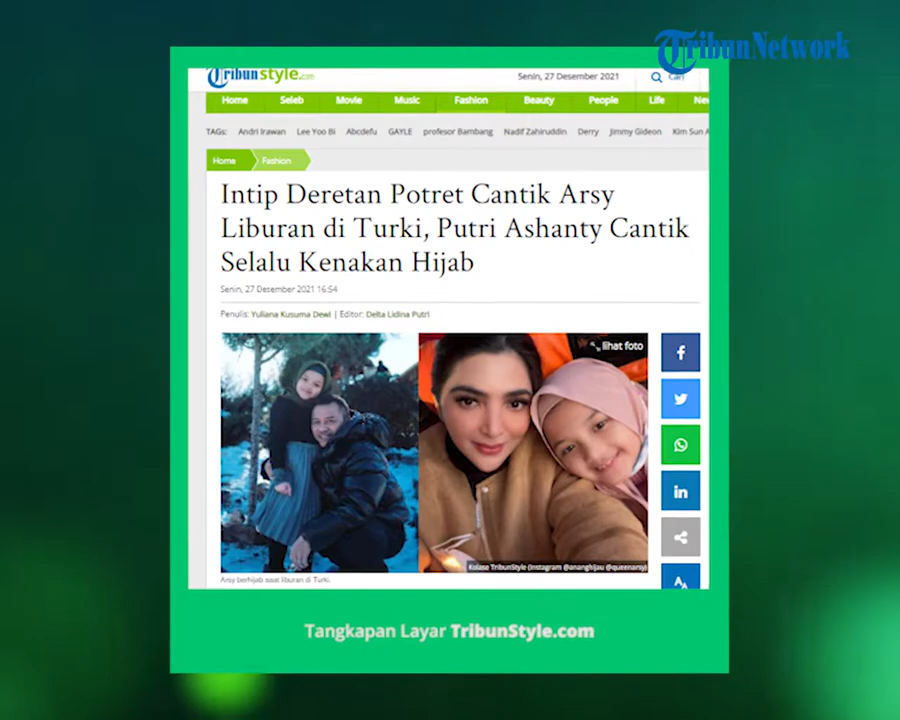 TribunNetwork
Tribunstyle.com
Senin, 27 Desember 2021
Cari
Home Seleb Movie Music Fashion Beauty People Life
TAGs: Andri Irawan Lee Yoo Bi Abcdefu GAYLE profesor Bambang Nadif Zahiruddin Derry Jimmy Gideon Kim Sun
Home Fashion
Intip Deretan Potret Cantik Arsy
Liburan di Turki, Putri Ashanty Cantik
Selalu Kenakan Hijab
Senin, 27 Desember 2021 16:54
Penulis: Yuliana Kusuma Dewi | Editor: Delta Lidina Putri
lihat foto
Kolase TribunStyle (Instagram @ananghijau @queenarsy)
Arsy berhijab saat liburan di Turki.
Tangkapan Layar TribunStyle.com